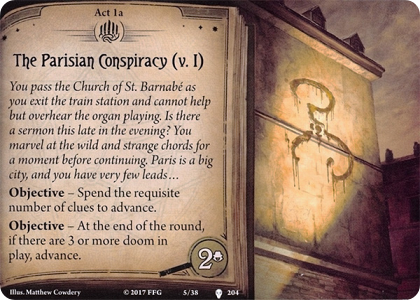 Act 1a
The Parisian Conspiracy (v. I)
You pass the Church of St. Barnabé as
you exit the train station and cannot help
but overhear the organ playing. Is there
a sermon this late in the evening? You
marvel at the wild and strange chords for
a moment before continuing. Paris is a big
city, and you have very few leads…
Objective – Spend the requisite
number of clues to advance.
Objective – At the end of the round,
if there are 3 or more doom in
play, advance.
2
Illus. Matthew Cowdery
© 2017 FFG
5/38
204